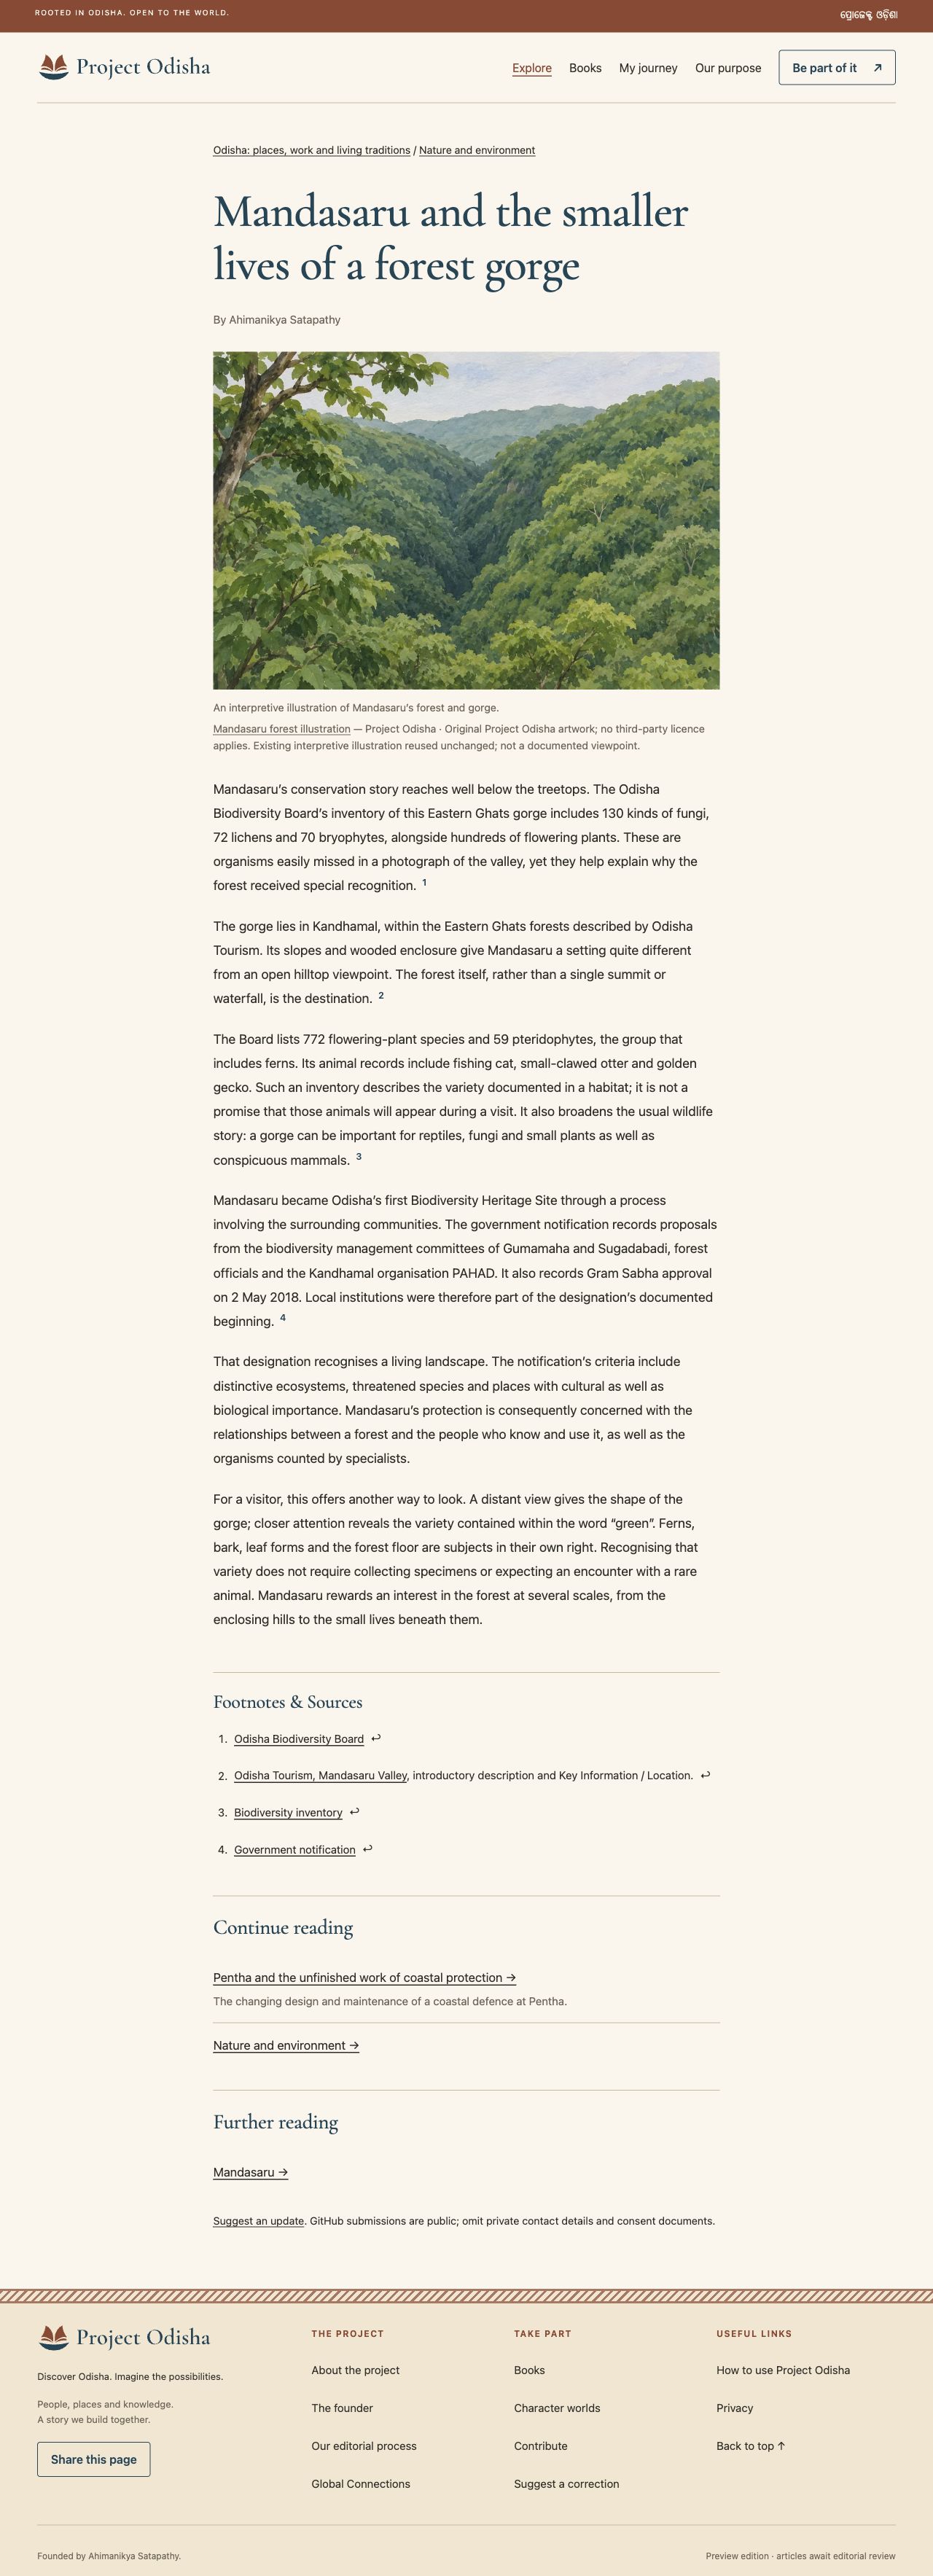 ROOTED IN ODISHA. OPEN TO THE WORLD.
ପ୍ରୋଜେକ୍ଟ ଓଡ଼ିଶା
Project Odisha
Explore
Books
My journey
Our purpose
Be part of it ↗
Odisha: places, work and living traditions / Nature and environment
Mandasaru and the smaller
lives of a forest gorge
By Ahimanikya Satapathy
An interpretive illustration of Mandasaru's forest and gorge.
Mandasaru forest illustration — Project Odisha · Original Project Odisha artwork; no third-party licence
applies. Existing interpretive illustration reused unchanged; not a documented viewpoint.
Mandasaru’s conservation story reaches well below the treetops. The Odisha
Biodiversity Board’s inventory of this Eastern Ghats gorge includes 130 kinds of fungi,
72 lichens and 70 bryophytes, alongside hundreds of flowering plants. These are
organisms easily missed in a photograph of the valley, yet they help explain why the
forest received special recognition. 1
The gorge lies in Kandhamal, within the Eastern Ghats forests described by Odisha
Tourism. Its slopes and wooded enclosure give Mandasaru a setting quite different
from an open hilltop viewpoint. The forest itself, rather than a single summit or
waterfall, is the destination. 2
The Board lists 772 flowering-plant species and 59 pteridophytes, the group that
includes ferns. Its animal records include fishing cat, small-clawed otter and golden
gecko. Such an inventory describes the variety documented in a habitat; it is not a
promise that those animals will appear during a visit. It also broadens the usual wildlife
story: a gorge can be important for reptiles, fungi and small plants as well as
conspicuous mammals. 3
Mandasaru became Odisha’s first Biodiversity Heritage Site through a process
involving the surrounding communities. The government notification records proposals
from the biodiversity management committees of Gumamaha and Sugadabadi, forest
officials and the Kandhamal organisation PAHAD. It also records Gram Sabha approval
on 2 May 2018. Local institutions were therefore part of the designation’s documented
beginning. 4
That designation recognises a living landscape. The notification’s criteria include
distinctive ecosystems, threatened species and places with cultural as well as
biological importance. Mandasaru’s protection is consequently concerned with the
relationships between a forest and the people who know and use it, as well as the
organisms counted by specialists.
For a visitor, this offers another way to look. A distant view gives the shape of the
gorge; closer attention reveals the variety contained within the word “green”. Ferns,
bark, leaf forms and the forest floor are subjects in their own right. Recognising that
variety does not require collecting specimens or expecting an encounter with a rare
animal. Mandasaru rewards an interest in the forest at several scales, from the
enclosing hills to the small lives beneath them.
Footnotes & Sources
1. Odisha Biodiversity Board ↩
2. Odisha Tourism, Mandasaru Valley, introductory description and Key Information / Location. ↩
3. Biodiversity inventory ↩
4. Government notification ↩
Continue reading
Pentha and the unfinished work of coastal protection →
The changing design and maintenance of a coastal defence at Pentha.
Nature and environment →
Further reading
Mandasaru →
Suggest an update. GitHub submissions are public; omit private contact details and consent documents.
Project Odisha
Discover Odisha. Imagine the possibilities.
People, places and knowledge.
A story we build together.
Share this page
THE PROJECT
About the project
The founder
Our editorial process
Global Connections
TAKE PART
Books
Character worlds
Contribute
Suggest a correction
USEFUL LINKS
How to use Project Odisha
Privacy
Back to top ↑
Founded by Ahimanikya Satapathy.
Preview edition · articles await editorial review